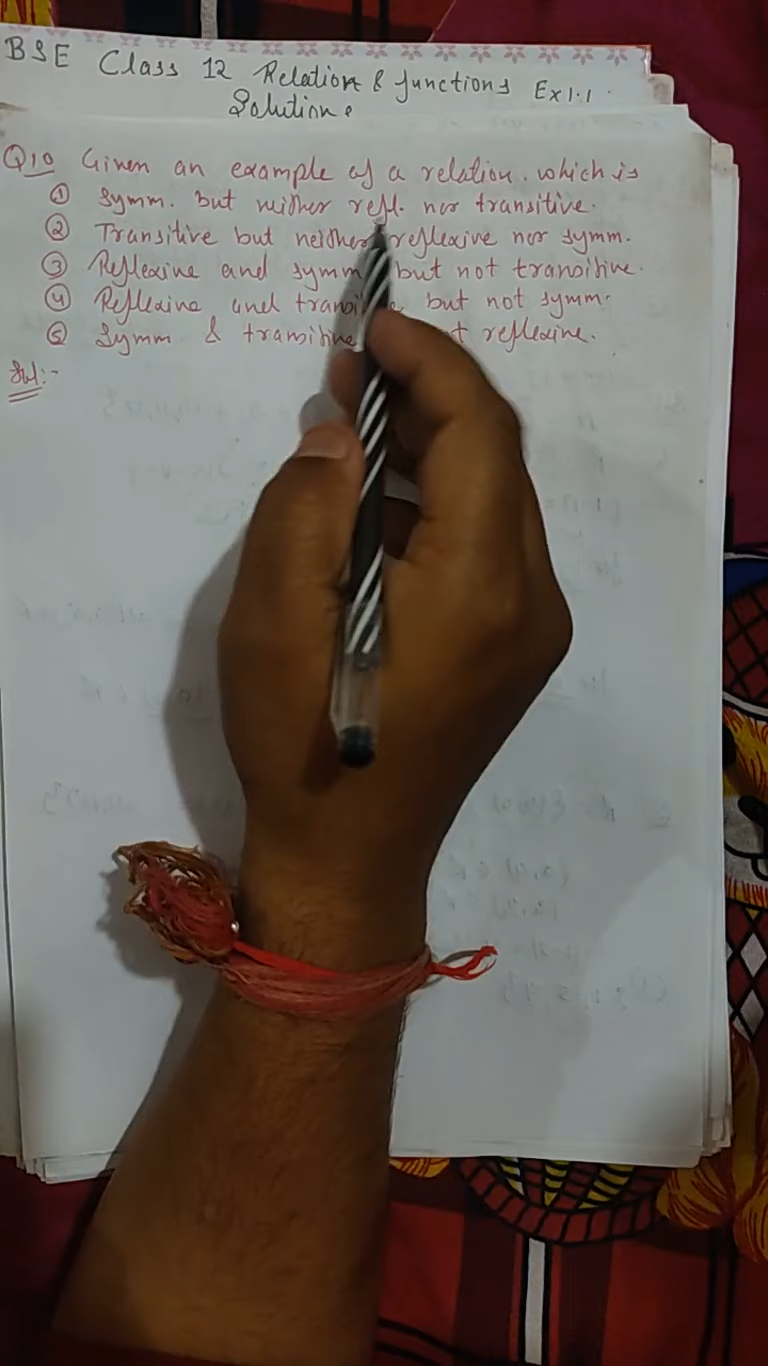 BSE Class 12 Relation & functions Ex 1.1
Solution.
Q10 Given an example of a relation. which is
① Symm. but neither refl. nor transitive.
② Transitive but neither reflexive nor symm.
③ Reflexive and symm but not transitive.
④ Reflexive and but not symm.
⑤ Symm & transitive reflexive.
Sol:-